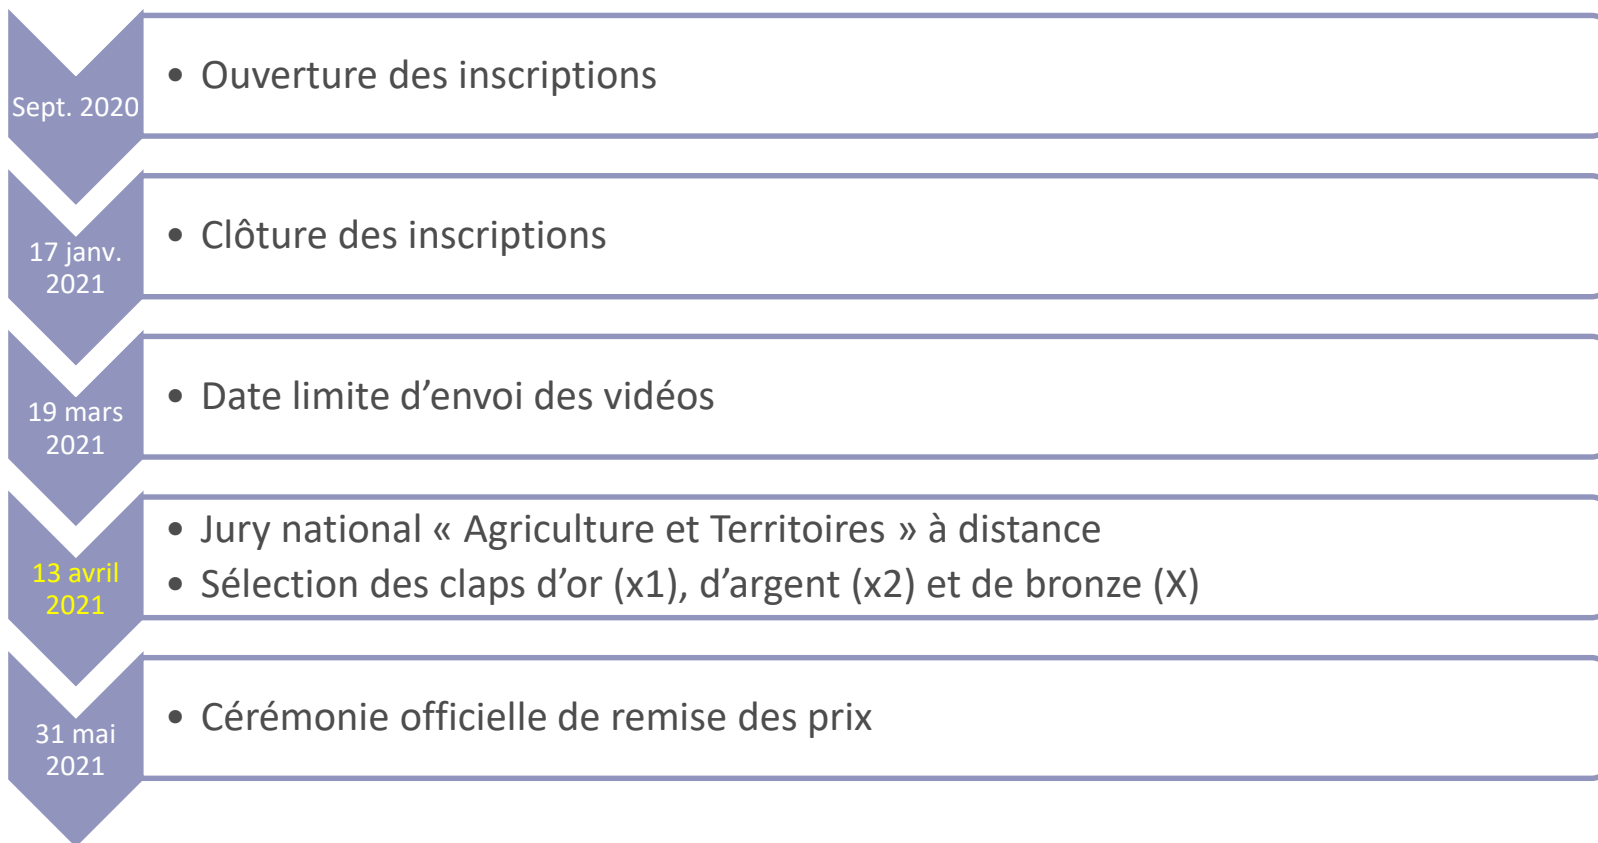 Sept. 2020
• Ouverture des inscriptions
17 janv.
2021
• Clôture des inscriptions
19 mars
2021
• Date limite d’envoi des vidéos
13 avril
2021
• Jury national « Agriculture et Territoires » à distance
• Sélection des claps d’or (x1), d’argent (x2) et de bronze (X)
31 mai
2021
• Cérémonie officielle de remise des prix